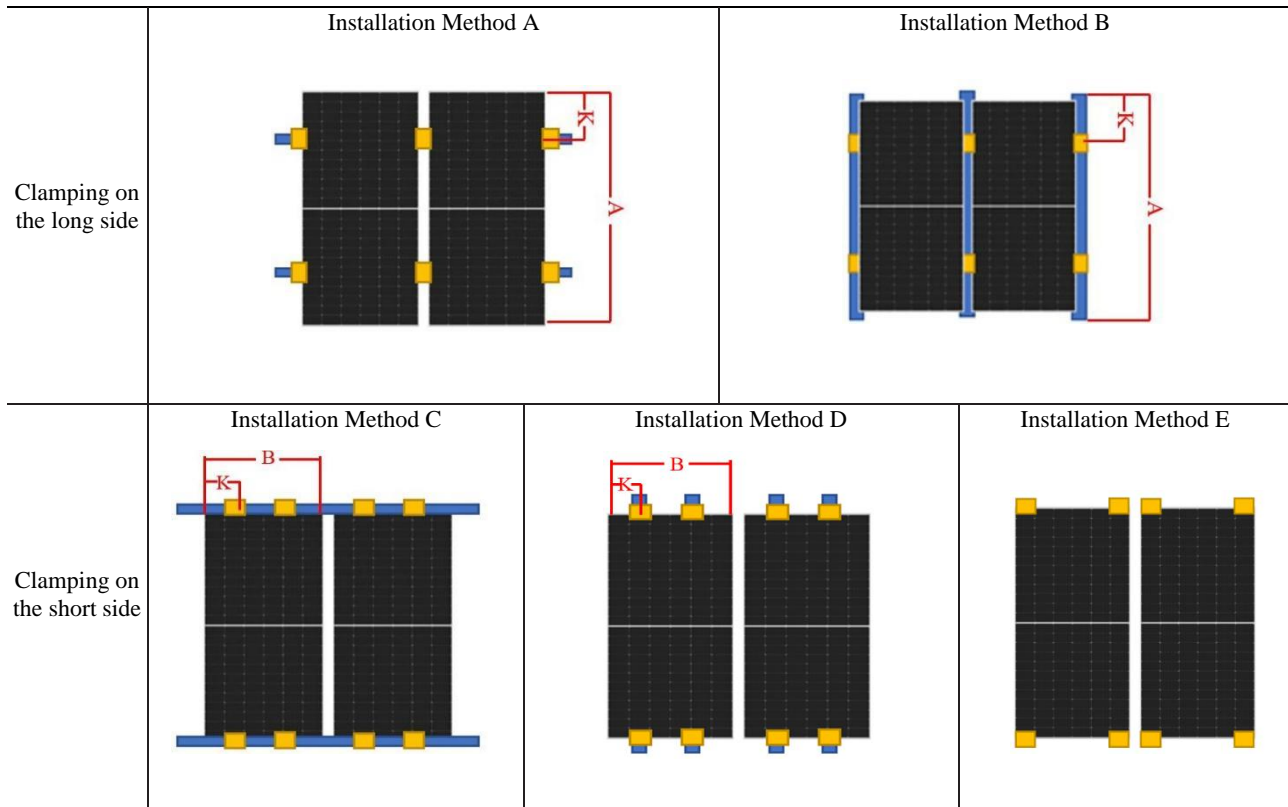 Installation Method A
Installation Method B
Clamping on
the long side
K
A
K
A
Installation Method C
Installation Method D
Installation Method E
Clamping on
the short side
B
K
B
K